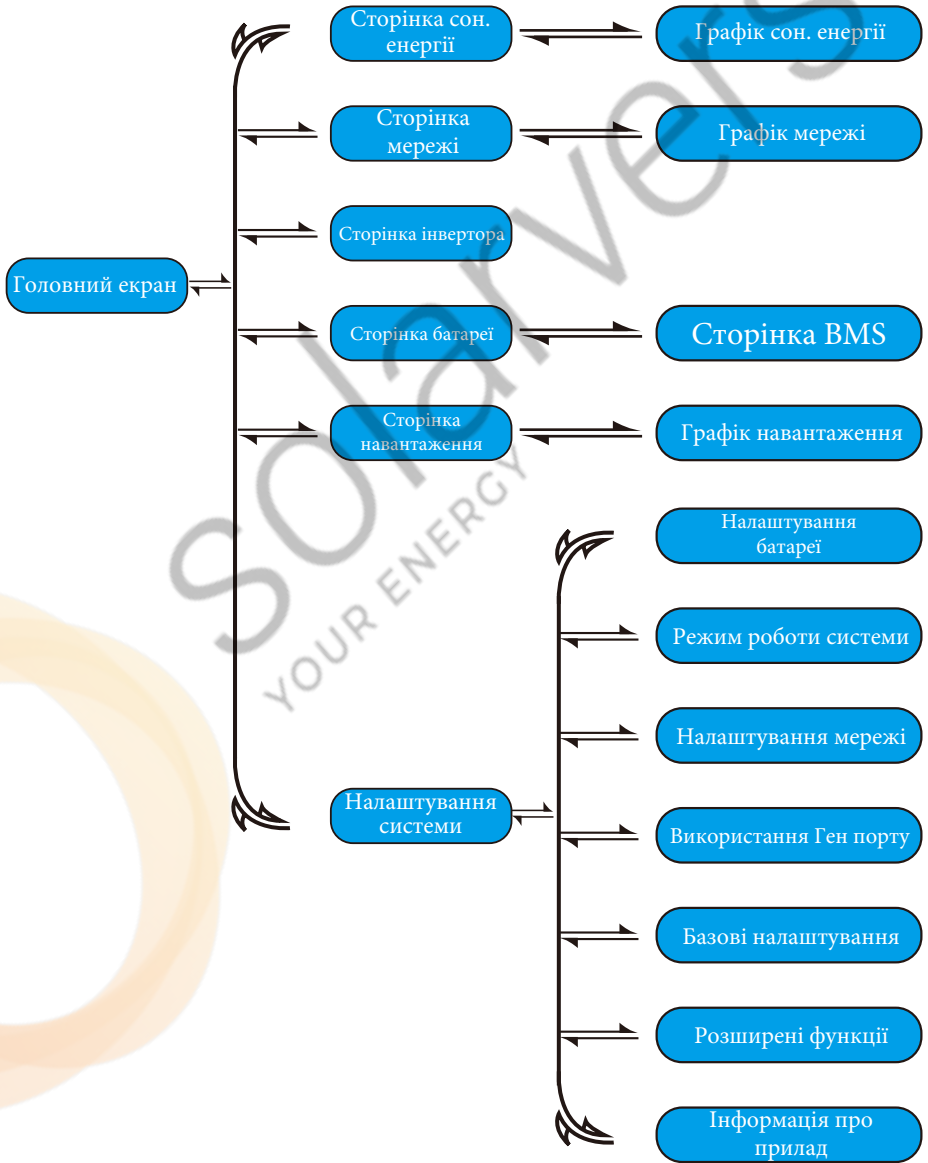 Сторінка сон.
енергії
Графік сон. енергії
Сторінка
мережі
Графік мережі
Сторінка інвертора
Головний екран
Сторінка батареї
Сторінка BMS
Сторінка
навантаження
Графік навантаження
Налаштування
батареї
Режим роботи системи
Налаштування мережі
Налаштування
системи
Використання Ген порту
Базові налаштування
Розширені функції
Інформація про
прилад
solarvers
YOUR ENERGY